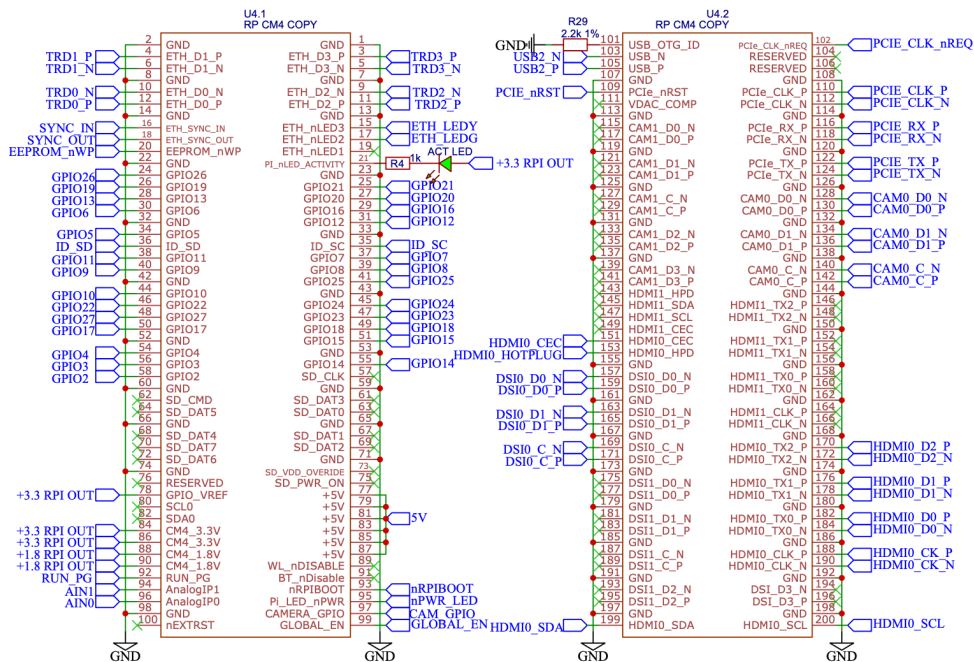 U4.1
RP CM4 COPY
2 GND GND 1
TRD1_P 4 ETH_D1_P ETH_D3_P 3 TRD3_P
TRD1_N 6 ETH_D1_N ETH_D3_N 5 TRD3_N
8 GND GND 7
TRD0_N 10 ETH_D0_N ETH_D2_N 9 TRD2_N
TRD0_P 12 ETH_D0_P ETH_D2_P 11 TRD2_P
14 GND GND 13
SYNC_IN 16 ETH_SYNC_IN ETH_nLED3 15 ETH_LEDY
SYNC_OUT 18 ETH_SYNC_OUT ETH_nLED2 17 ETH_LEDG
EEPROM_nWP 20 EEPROM_nWP ETH_nLED1 19
ACT LED
22 GND PI_nLED_ACTIVITY 21 R4 1k +3.3 RPI OUT
GPIO26 24 GPIO26 GND 23
GPIO19 26 GPIO19 GPIO21 25 GPIO21
GPIO13 28 GPIO13 GPIO20 27 GPIO20
GPIO6 30 GPIO6 GPIO16 29 GPIO16
32 GND GPIO12 31 GPIO12
GPIO5 34 GPIO5 GND 33
ID_SD 36 ID_SD ID_SC 35 ID_SC
GPIO11 38 GPIO11 GPIO7 37 GPIO7
GPIO9 40 GPIO9 GPIO8 39 GPIO8
42 GND GPIO25 41 GPIO25
GPIO10 44 GPIO10 GND 43
GPIO22 46 GPIO22 GPIO24 45 GPIO24
GPIO27 48 GPIO27 GPIO23 47 GPIO23
GPIO17 50 GPIO17 GPIO18 49 GPIO18
52 GND GPIO15 51 GPIO15
GPIO4 54 GPIO4 GND 53
GPIO3 56 GPIO3 GPIO14 55 GPIO14
GPIO2 58 GPIO2 SD_CLK 57
60 GND GND 59
62 SD_CMD SD_DAT3 61
64 SD_DAT5 SD_DAT0 63
66 GND GND 65
68 SD_DAT4 SD_DAT1 67
70 SD_DAT7 SD_DAT2 69
72 SD_DAT6 GND 71
74 GND SD_VDD_OVERIDE 73
76 RESERVED SD_PWR_ON 75
+3.3 RPI OUT 78 GPIO_VREF +5V 77
80 SCL0 +5V 79
82 SDA0 +5V 81 5V
+3.3 RPI OUT 84 CM4_3.3V +5V 83
+3.3 RPI OUT 86 CM4_3.3V +5V 85
+1.8 RPI OUT 88 CM4_1.8V +5V 87
+1.8 RPI OUT 90 CM4_1.8V WL_nDISABLE 89
RUN_PG 92 RUN_PG BT_nDisable 91
AIN1 94 AnalogIP1 nRPIBOOT 93 nRPIBOOT
AIN0 96 AnalogIP0 Pi_LED_nPWR 95 nPWR_LED
98 GND CAMERA_GPIO 97 CAM_GPIO
100 nEXTRST GLOBAL_EN 99 GLOBAL_EN
GND
GND
R29
2.2k 1%
U4.2
RP CM4 COPY
GND 101 USB_OTG_ID PCIe_CLK_nREQ 102 PCIE_CLK_nREQ
USB2_N 103 USB_N RESERVED 104
USB2_P 105 USB_P RESERVED 106
107 GND GND 108
PCIE_nRST 109 PCIe_nRST PCIe_CLK_P 110 PCIE_CLK_P
111 VDAC_COMP PCIe_CLK_N 112 PCIE_CLK_N
113 GND GND 114
115 CAM1_D0_N PCIe_RX_P 116 PCIE_RX_P
117 CAM1_D0_P PCIe_RX_N 118 PCIE_RX_N
119 GND GND 120
121 CAM1_D1_N PCIe_TX_P 122 PCIE_TX_P
123 CAM1_D1_P PCIe_TX_N 124 PCIE_TX_N
125 GND GND 126
127 CAM1_C_N CAM0_D0_N 128 CAM0_D0_N
129 CAM1_C_P CAM0_D0_P 130 CAM0_D0_P
131 GND GND 132
133 CAM1_D2_N CAM0_D1_N 134 CAM0_D1_N
135 CAM1_D2_P CAM0_D1_P 136 CAM0_D1_P
137 GND GND 138
139 CAM1_D3_N CAM0_C_N 140 CAM0_C_N
141 CAM1_D3_P CAM0_C_P 142 CAM0_C_P
143 HDMI1_HPD GND 144
145 HDMI1_SDA HDMI1_TX2_P 146
147 HDMI1_SCL HDMI1_TX2_N 148
149 HDMI1_CEC GND 150
HDMI0_CEC 151 HDMI0_CEC HDMI1_TX1_P 152
HDMI0_HOTPLUG 153 HDMI0_HPD HDMI1_TX1_N 154
155 GND GND 156
DSI0_D0_N 157 DSI0_D0_N HDMI1_TX0_P 158
DSI0_D0_P 159 DSI0_D0_P HDMI1_TX0_N 160
161 GND GND 162
DSI0_D1_N 163 DSI0_D1_N HDMI1_CLK_P 164
DSI0_D1_P 165 DSI0_D1_P HDMI1_CLK_N 166
167 GND GND 168
DSI0_C_N 169 DSI0_C_N HDMI0_TX2_P 170 HDMI0_D2_P
DSI0_C_P 171 DSI0_C_P HDMI0_TX2_N 172 HDMI0_D2_N
173 GND GND 174
175 DSI1_D0_N HDMI0_TX1_P 176 HDMI0_D1_P
177 DSI1_D0_P HDMI0_TX1_N 178 HDMI0_D1_N
179 GND GND 180
181 DSI1_D1_N HDMI0_TX0_P 182 HDMI0_D0_P
183 DSI1_D1_P HDMI0_TX0_N 184 HDMI0_D0_N
185 GND GND 186
187 DSI1_C_N HDMI0_CLK_P 188 HDMI0_CK_P
189 DSI1_C_P HDMI0_CLK_N 190 HDMI0_CK_N
191 GND GND 192
193 DSI1_D2_N DSI_D3_N 194
195 DSI1_D2_P DSI_D3_P 196
197 GND GND 198
HDMI0_SDA 199 HDMI0_SDA HDMI0_SCL 200 HDMI0_SCL
GND
GND